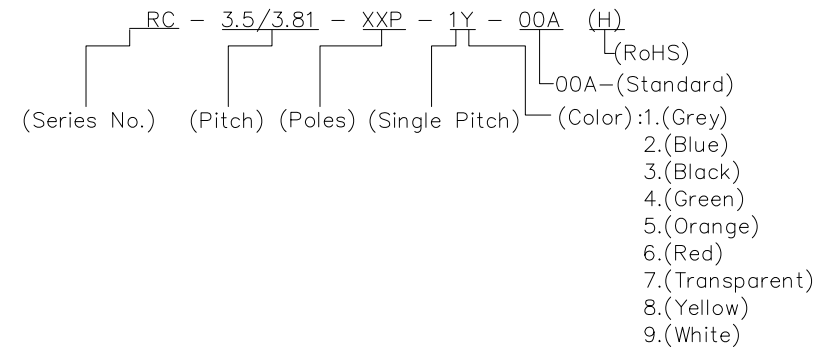 RC - 3.5/3.81 - XXP - 1Y - 00A (H)
(RoHS)
00A-(Standard)
(Series No.) (Pitch) (Poles) (Single Pitch) (Color):1.(Grey)
2.(Blue)
3.(Black)
4.(Green)
5.(Orange)
6.(Red)
7.(Transparent)
8.(Yellow)
9.(White)